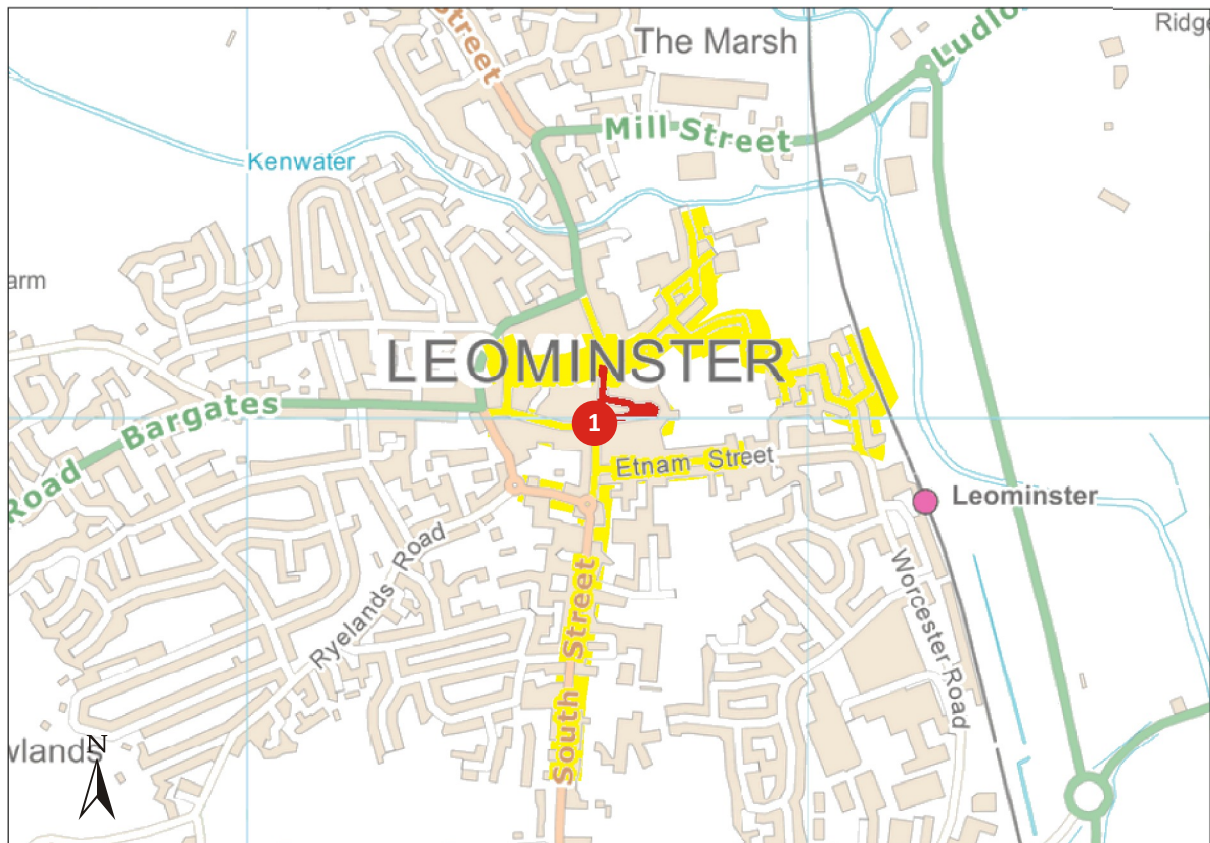 Ridge
The Marsh
Ludlo
Street
Mill Street
Kenwater
arm
LEOMINSTER
Bargates
1
Etnam Street
Road
Leominster
Ryelands Road
Worcester Road
South Street
wlands
N